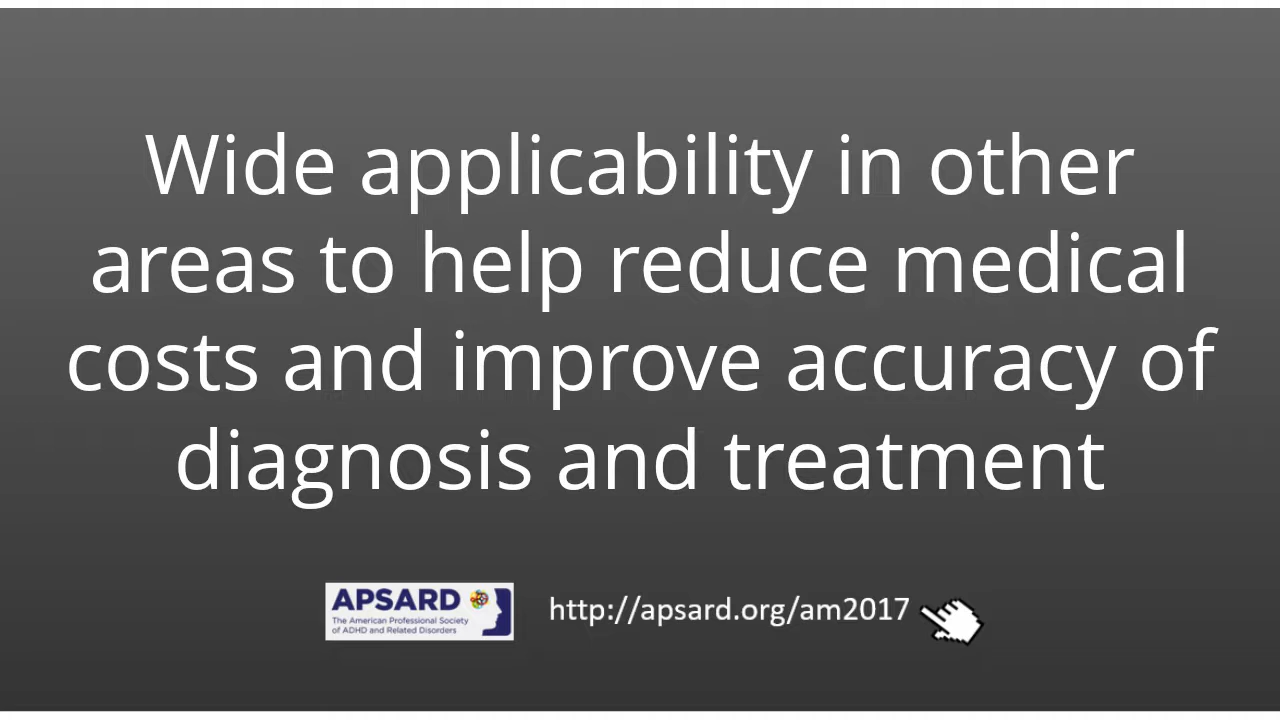 Wide applicability in other
areas to help reduce medical
costs and improve accuracy of
diagnosis and treatment
APSARD
The American Professional Society
of ADHD and Related Disorders
http://apsard.org/am2017